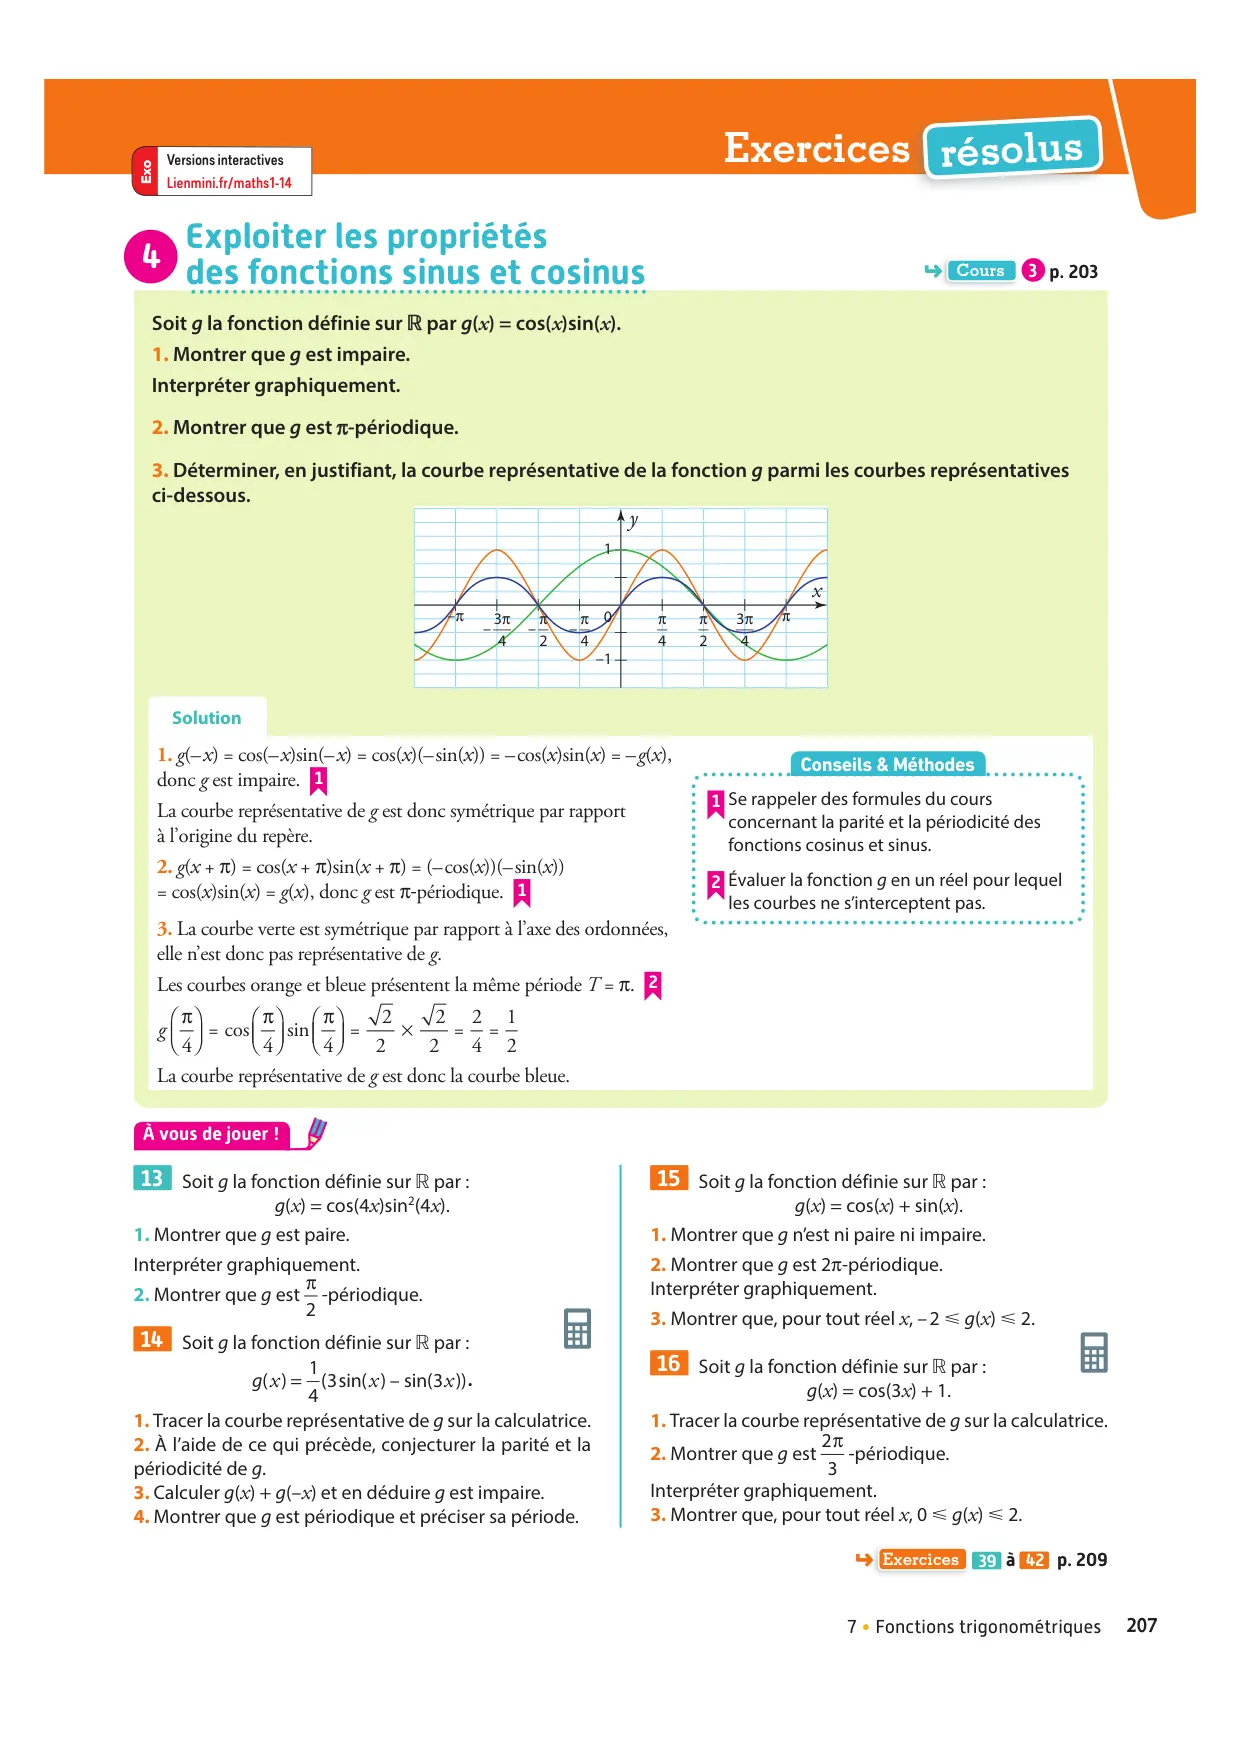 Exercices résolus
Exo
Versions interactives
Lienmini.fr/maths1-14
4
Exploiter les propriétés
des fonctions sinus et cosinus
Cours 3 p. 203
Soit g la fonction définie sur ℝ par g(x) = cos(x)sin(x).
1. Montrer que g est impaire.
Interpréter graphiquement.
2. Montrer que g est π-périodique.
3. Déterminer, en justifiant, la courbe représentative de la fonction g parmi les courbes représentatives
ci-dessous.
y
1
x
−π −3π/4 −π/2 −π/4 0 π/4 π/2 3π/4 π
−1
Solution
1. g(−x) = cos(−x)sin(−x) = cos(x)(−sin(x)) = −cos(x)sin(x) = −g(x),
donc g est impaire. 1
La courbe représentative de g est donc symétrique par rapport
à l’origine du repère.
2. g(x + π) = cos(x + π)sin(x + π) = (−cos(x))(−sin(x))
= cos(x)sin(x) = g(x), donc g est π-périodique. 1
3. La courbe verte est symétrique par rapport à l’axe des ordonnées,
elle n’est donc pas représentative de g.
Les courbes orange et bleue présentent la même période T = π. 2
g(π/4) = cos(π/4)sin(π/4) = √2/2 × √2/2 = 2/4 = 1/2
La courbe représentative de g est donc la courbe bleue.
Conseils & Méthodes
1 Se rappeler des formules du cours
concernant la parité et la périodicité des
fonctions cosinus et sinus.
2 Évaluer la fonction g en un réel pour lequel
les courbes ne s’interceptent pas.
À vous de jouer !
13 Soit g la fonction définie sur ℝ par :
g(x) = cos(4x)sin²(4x).
1. Montrer que g est paire.
Interpréter graphiquement.
2. Montrer que g est π/2 -périodique.
14 Soit g la fonction définie sur ℝ par :
g(x) = 1/4 (3sin(x) – sin(3x)).
1. Tracer la courbe représentative de g sur la calculatrice.
2. À l’aide de ce qui précède, conjecturer la parité et la
périodicité de g.
3. Calculer g(x) + g(–x) et en déduire g est impaire.
4. Montrer que g est périodique et préciser sa période.
15 Soit g la fonction définie sur ℝ par :
g(x) = cos(x) + sin(x).
1. Montrer que g n’est ni paire ni impaire.
2. Montrer que g est 2π-périodique.
Interpréter graphiquement.
3. Montrer que, pour tout réel x, – 2 ⩽ g(x) ⩽ 2.
16 Soit g la fonction définie sur ℝ par :
g(x) = cos(3x) + 1.
1. Tracer la courbe représentative de g sur la calculatrice.
2. Montrer que g est 2π/3 -périodique.
Interpréter graphiquement.
3. Montrer que, pour tout réel x, 0 ⩽ g(x) ⩽ 2.
Exercices 39 à 42 p. 209
7 • Fonctions trigonométriques 207